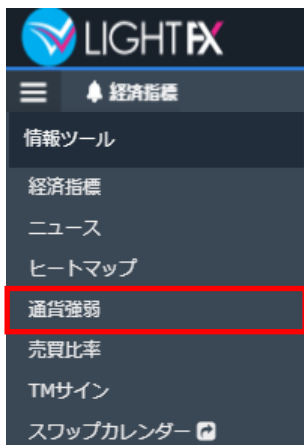 LIGHT FX
経済指標
情報ツール
経済指標
ニュース
ヒートマップ
通貨強弱
売買比率
TMサイン
スワップカレンダー